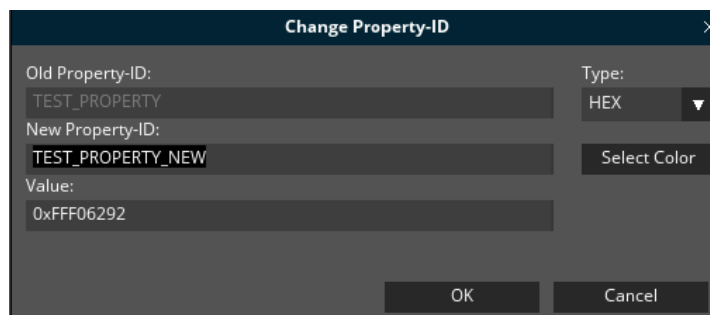 Change Property-ID
Old Property-ID:
Type:
TEST_PROPERTY
HEX
New Property-ID:
TEST_PROPERTY_NEW
Select Color
Value:
0xFFF06292
OK
Cancel